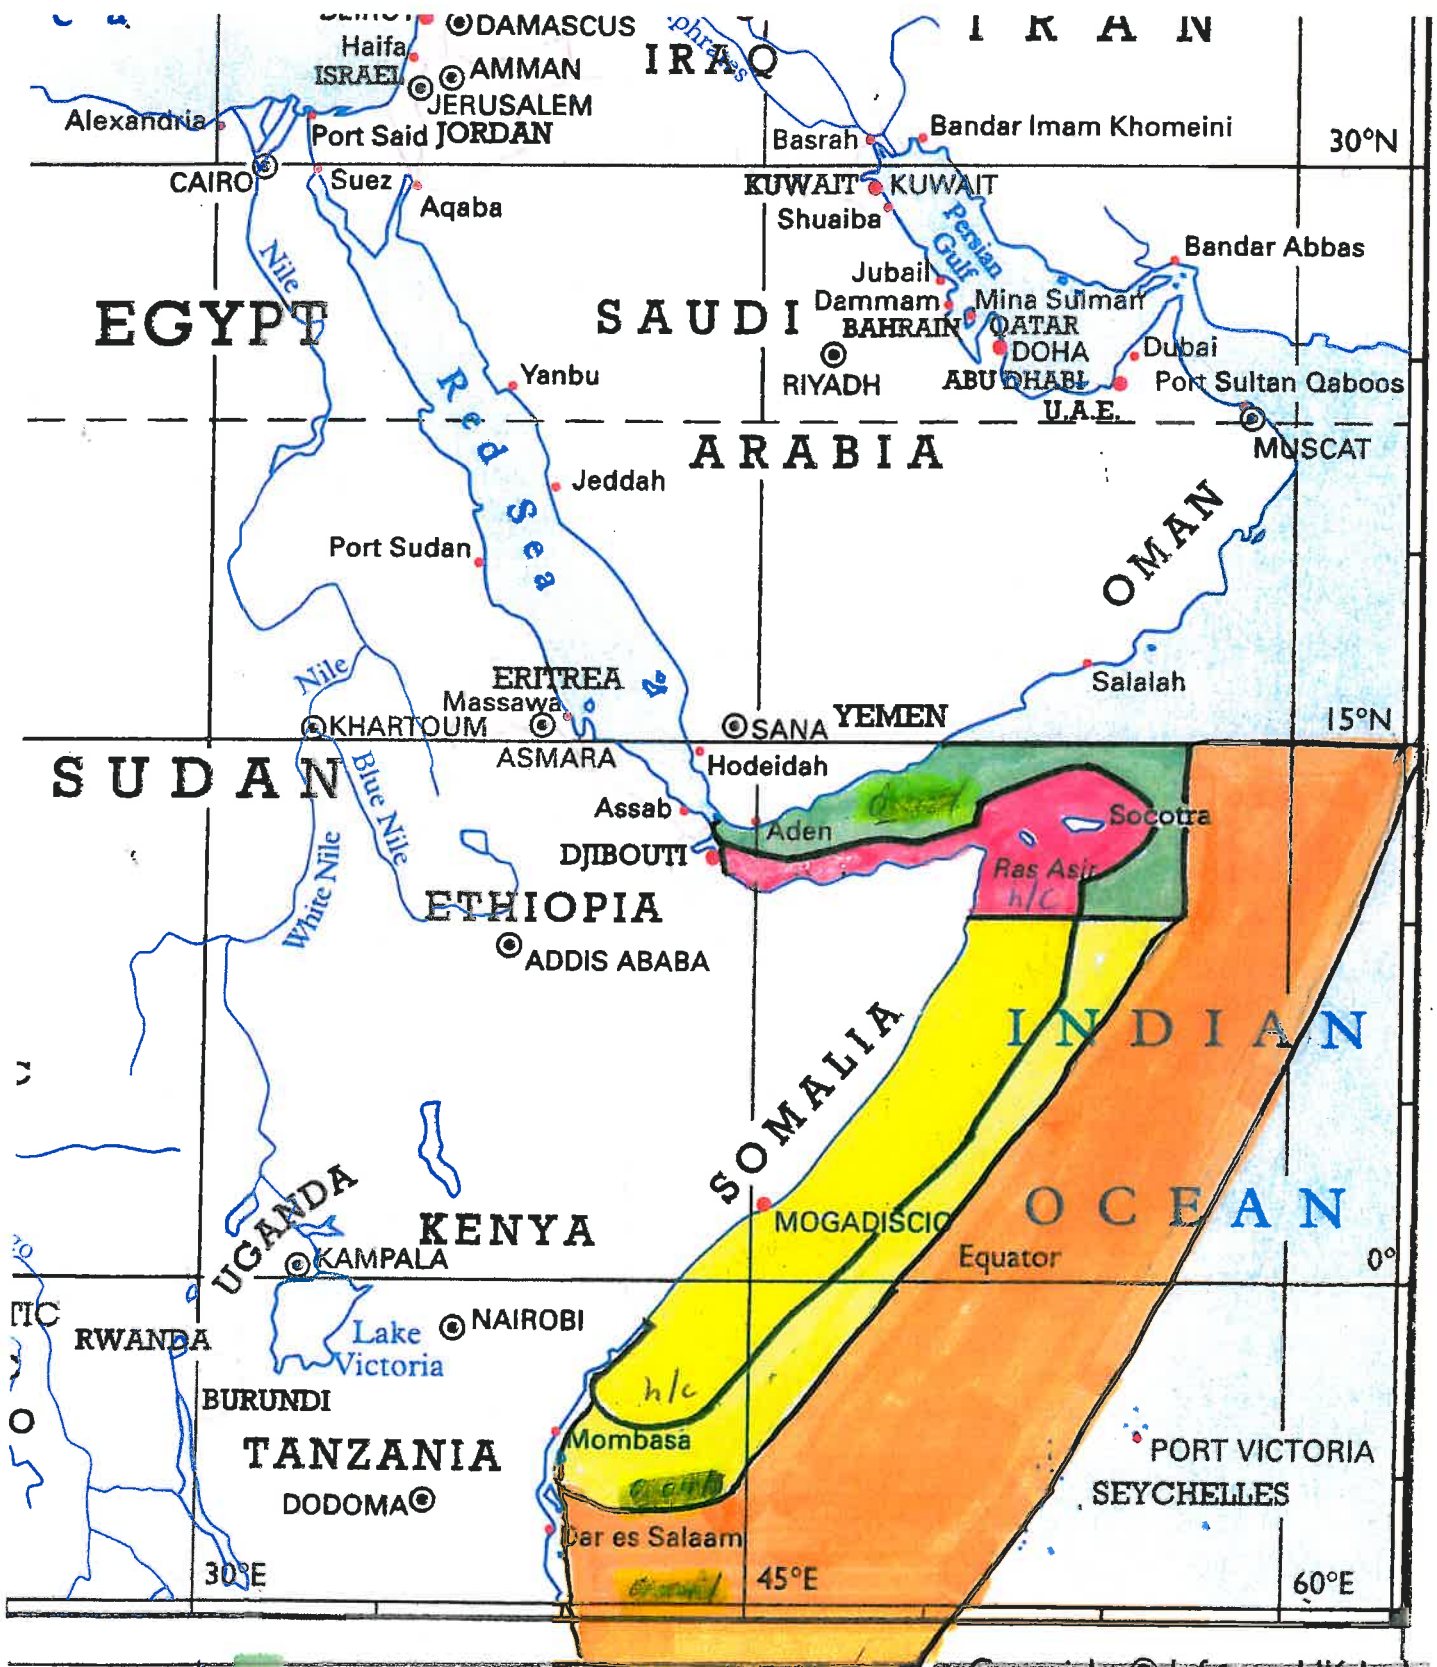 BEIRUT
DAMASCUS
Haifa
ISRAEL
AMMAN
JERUSALEM
IRAQ
IRAN
Alexandria
Port Said
JORDAN
Basrah
Bandar Imam Khomeini
30°N
CAIRO
Suez
Aqaba
KUWAIT
KUWAIT
Shuaiba
Persian
Gulf
Nile
Bandar Abbas
EGYPT
SAUDI
Jubail
Dammam
Mina Sulman
BAHRAIN
QATAR
DOHA
Dubai
RIYADH
ABU DHABI
Port Sultan Qaboos
U.A.E.
Yanbu
Red Sea
ARABIA
MUSCAT
Jeddah
OMAN
Port Sudan
Nile
ERITREA
Massawa
Salalah
KHARTOUM
ASMARA
SANA
YEMEN
15°N
SUDAN
Blue Nile
Hodeidah
Assab
Aden
Socotra
DJIBOUTI
Ras Asir
h/c
White Nile
ETHIOPIA
ADDIS ABABA
SOMALIA
INDIAN
UGANDA
KENYA
MOGADISCIO
OCEAN
KAMPALA
Equator
0°
TIC
RWANDA
Lake
Victoria
NAIROBI
BURUNDI
h/c
Mombasa
TANZANIA
PORT VICTORIA
SEYCHELLES
DODOMA
Dar es Salaam
30°E
45°E
60°E